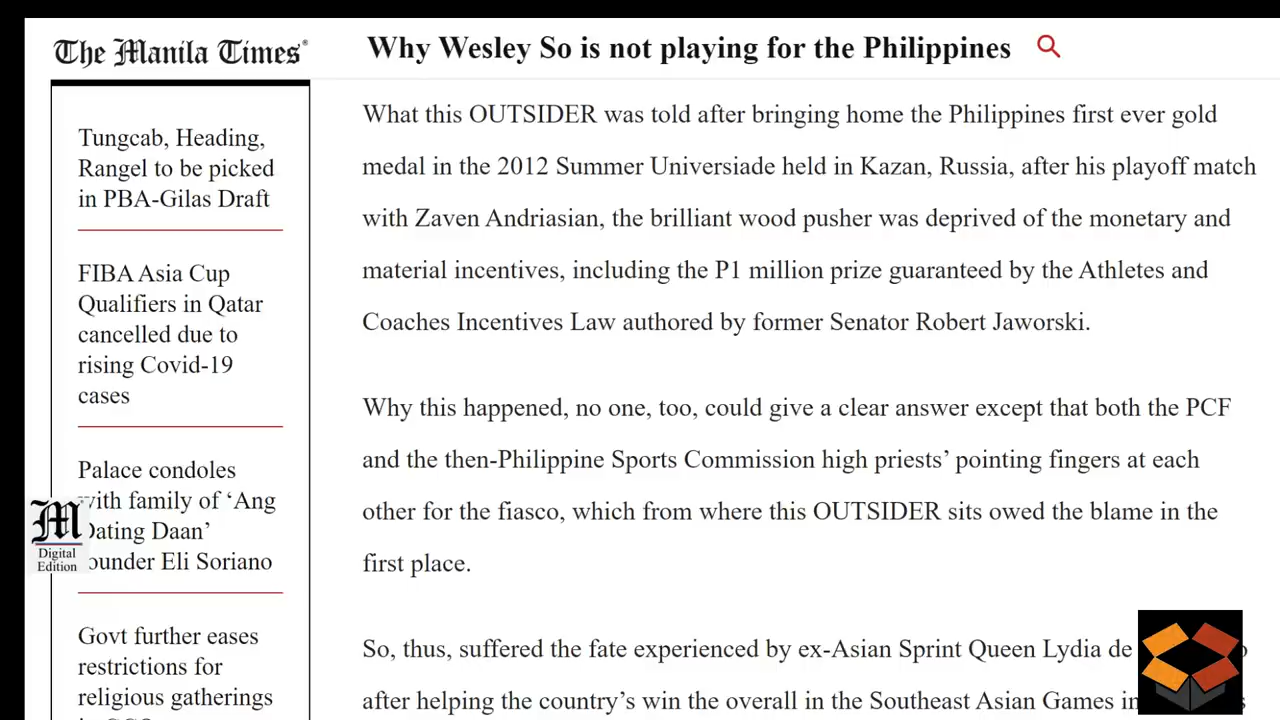 The Manila Times®
Why Wesley So is not playing for the Philippines
Tungcab, Heading,
Rangel to be picked
in PBA-Gilas Draft
FIBA Asia Cup
Qualifiers in Qatar
cancelled due to
rising Covid-19
cases
Palace condoles
with family of ‘Ang
Dating Daan’
founder Eli Soriano
Govt further eases
restrictions for
religious gatherings
M
Digital
Edition
What this OUTSIDER was told after bringing home the Philippines first ever gold
medal in the 2012 Summer Universiade held in Kazan, Russia, after his playoff match
with Zaven Andriasian, the brilliant wood pusher was deprived of the monetary and
material incentives, including the P1 million prize guaranteed by the Athletes and
Coaches Incentives Law authored by former Senator Robert Jaworski.
Why this happened, no one, too, could give a clear answer except that both the PCF
and the then-Philippine Sports Commission high priests’ pointing fingers at each
other for the fiasco, which from where this OUTSIDER sits owed the blame in the
first place.
So, thus, suffered the fate experienced by ex-Asian Sprint Queen Lydia de
after helping the country’s win the overall in the Southeast Asian Games in